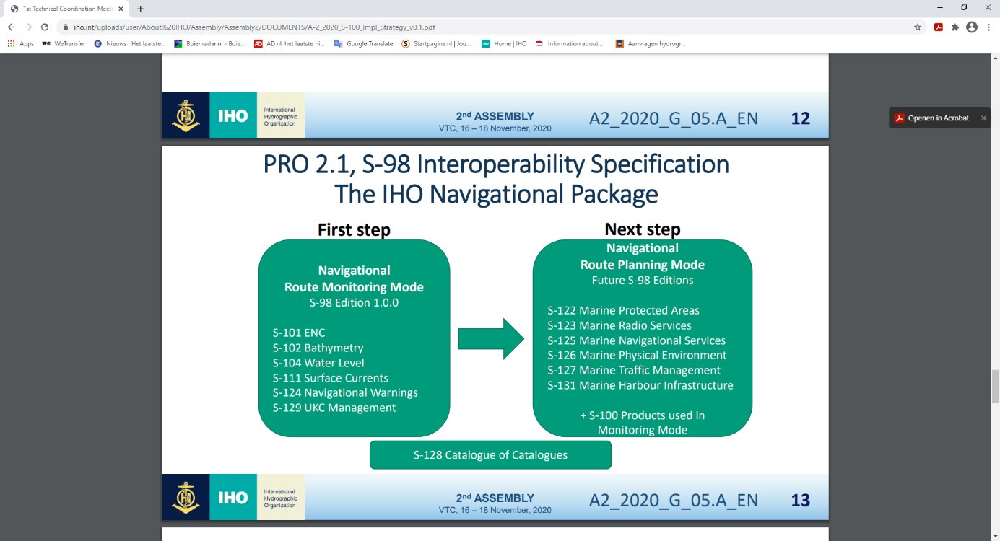 1st Technical Coordination Meet
iho.int/uploads/user/About%20IHO/Assembly/Assembly2/DOCUMENTS/A-2_2020_S-100_Impl_Strategy_v0.1.pdf
Apps WeTransfer Nieuws | Het laatste... Buienradar.nl - Buie... AD AD.nl, het laatste ni... Google Translate Startpagina.nl | Jou... Home | IHO Information about... Aanvragen hydrogr...
IHO
International
Hydrographic
Organization
2nd ASSEMBLY
VTC, 16 – 18 November, 2020
A2_2020_G_05.A_EN
12
Openen in Acrobat
PRO 2.1, S-98 Interoperability Specification
The IHO Navigational Package
First step
Navigational
Route Monitoring Mode
S-98 Edition 1.0.0
S-101 ENC
S-102 Bathymetry
S-104 Water Level
S-111 Surface Currents
S-124 Navigational Warnings
S-129 UKC Management
Next step
Navigational
Route Planning Mode
Future S-98 Editions
S-122 Marine Protected Areas
S-123 Marine Radio Services
S-125 Marine Navigational Services
S-126 Marine Physical Environment
S-127 Marine Traffic Management
S-131 Marine Harbour Infrastructure
+ S-100 Products used in
Monitoring Mode
S-128 Catalogue of Catalogues
IHO
International
Hydrographic
Organization
2nd ASSEMBLY
VTC, 16 – 18 November, 2020
A2_2020_G_05.A_EN
13